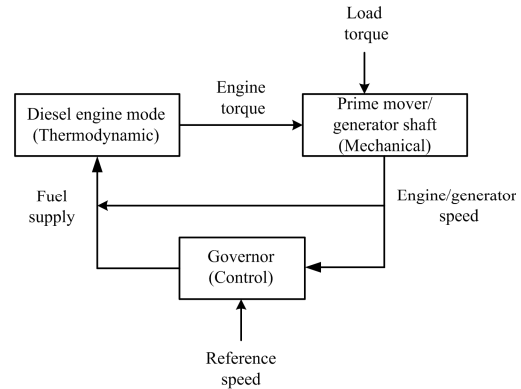 Load
torque
Engine
torque
Diesel engine mode
(Thermodynamic)
Prime mover/
generator shaft
(Mechanical)
Fuel
supply
Engine/generator
speed
Governor
(Control)
Reference
speed